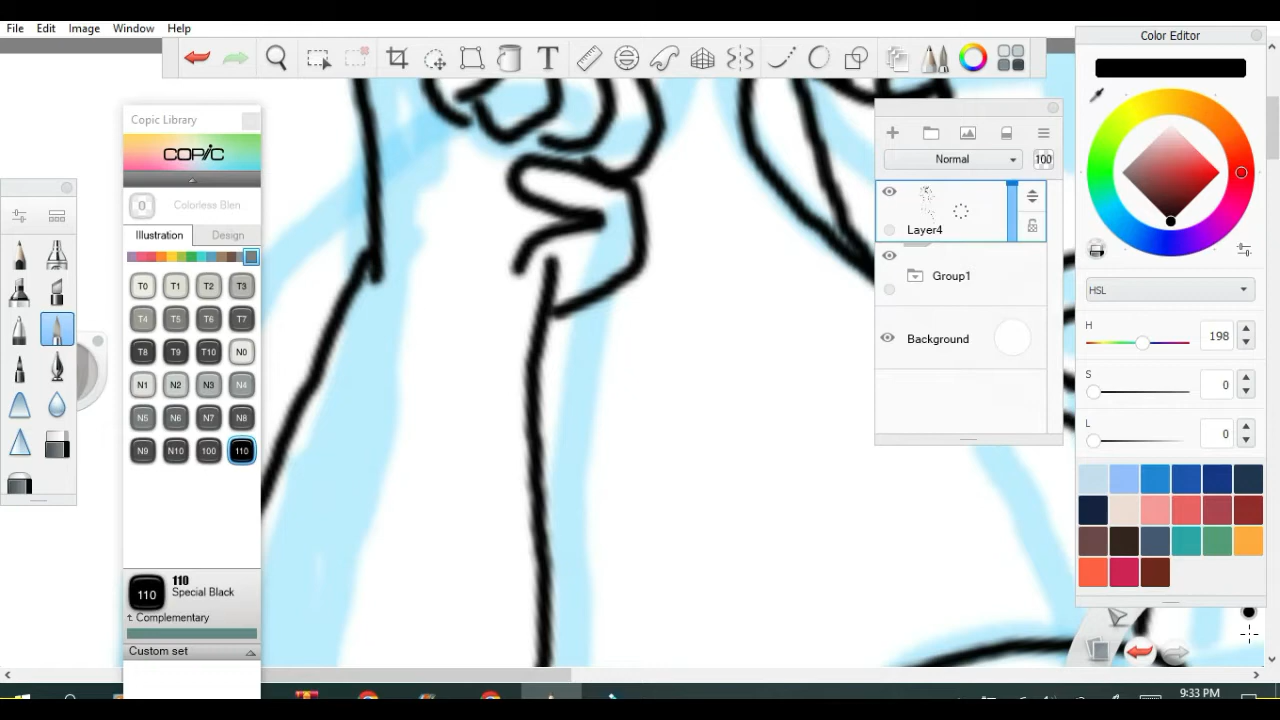 File Edit Image Window Help
Color Editor
Copic Library
COPIC
0 Colorless Blen
Illustration Design
T0 T1 T2 T3
T4 T5 T6 T7
T8 T9 T10 N0
N1 N2 N3 N4
N5 N6 N7 N8
N9 N10 100 110
110
110
Special Black
Complementary
Custom set
T
Normal 100
Layer4
Group1
Background
HSL
H 198
S 0
L 0
9:33 PM